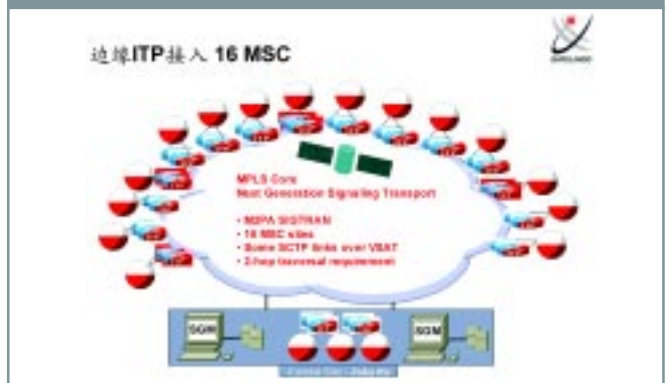 边缘ITP接入 16 MSC
MPLS Core
Next Generation Signaling Transport
• M2PA SIGTRAN
• 16 MSC sites
• Some SCTP links over VSAT
• 2-hop traversal requirement
SGM
SGM